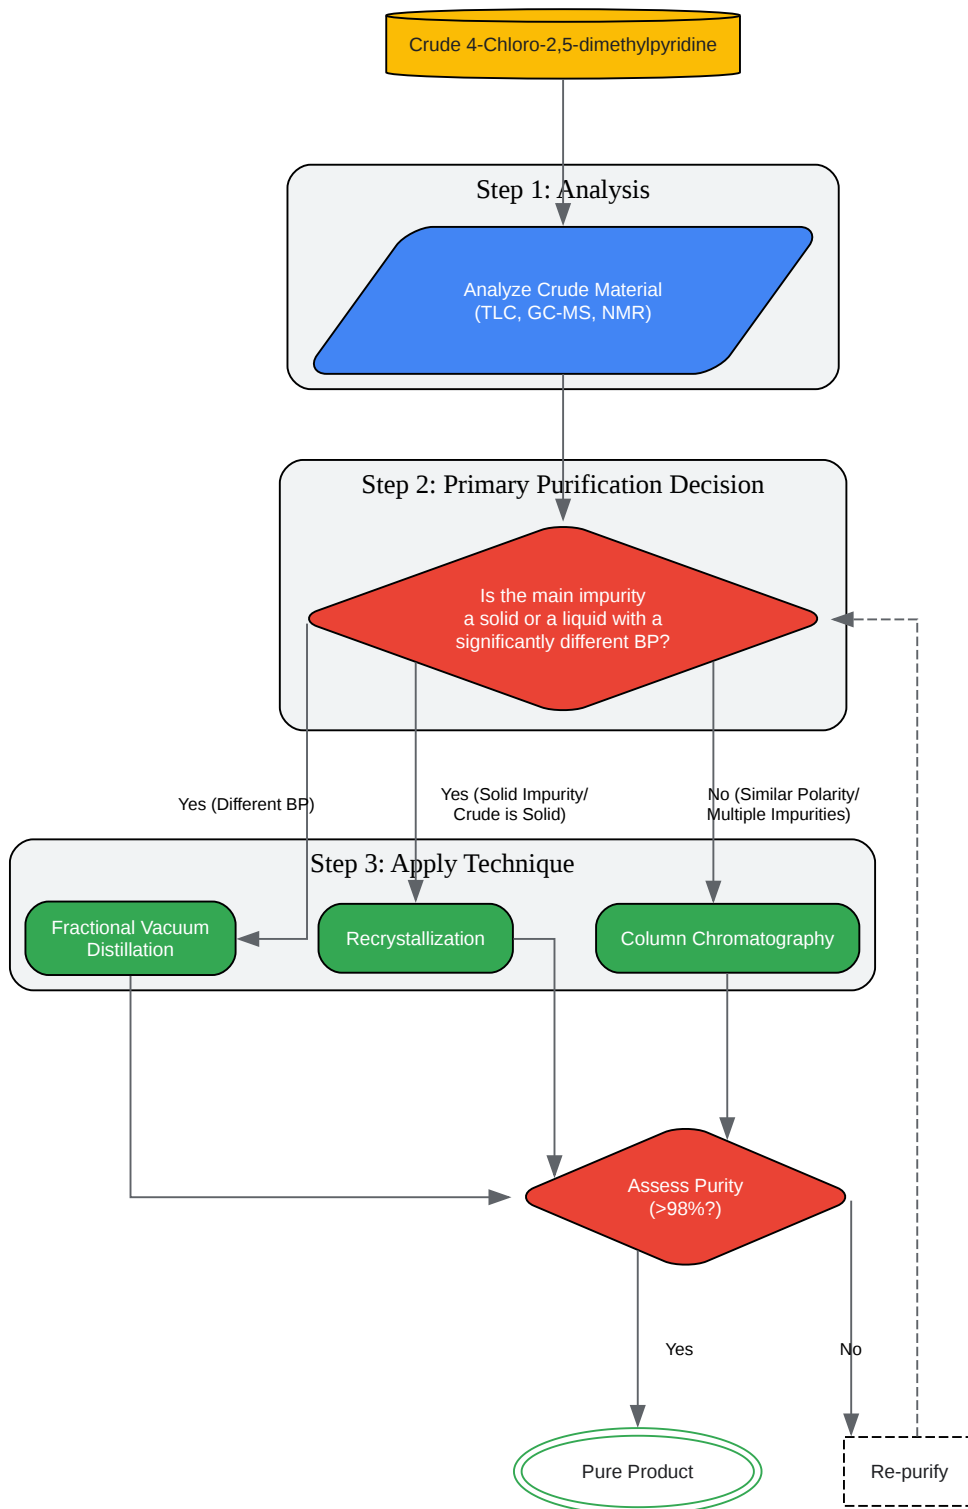 Crude 4-Chloro-2,5-dimethylpyridine
Step 1: Analysis
Analyze Crude Material
(TLC, GC-MS, NMR)
Step 2: Primary Purification Decision
Is the main impurity
a solid or a liquid with a
significantly different BP?
Yes (Different BP)
Yes (Solid Impurity/
Crude is Solid)
No (Similar Polarity/
Multiple Impurities)
Step 3: Apply Technique
Fractional Vacuum
Distillation
Recrystallization
Column Chromatography
Assess Purity
(>98%?)
Yes
No
Pure Product
Re-purify